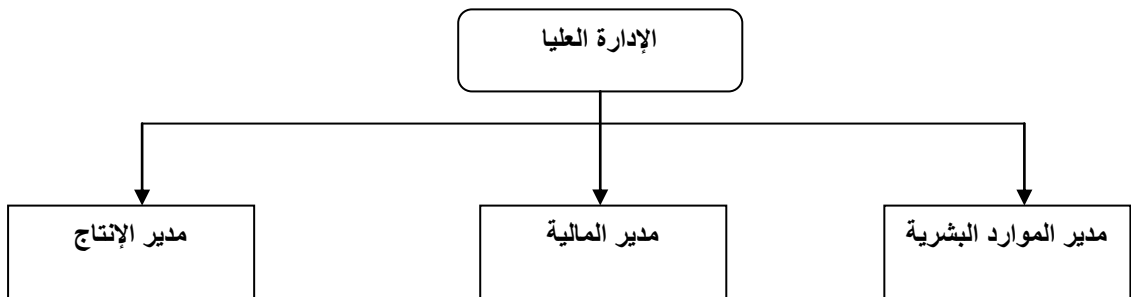 الإدارة العليا
مدير الموارد البشرية
مدير المالية
مدير الإنتاج